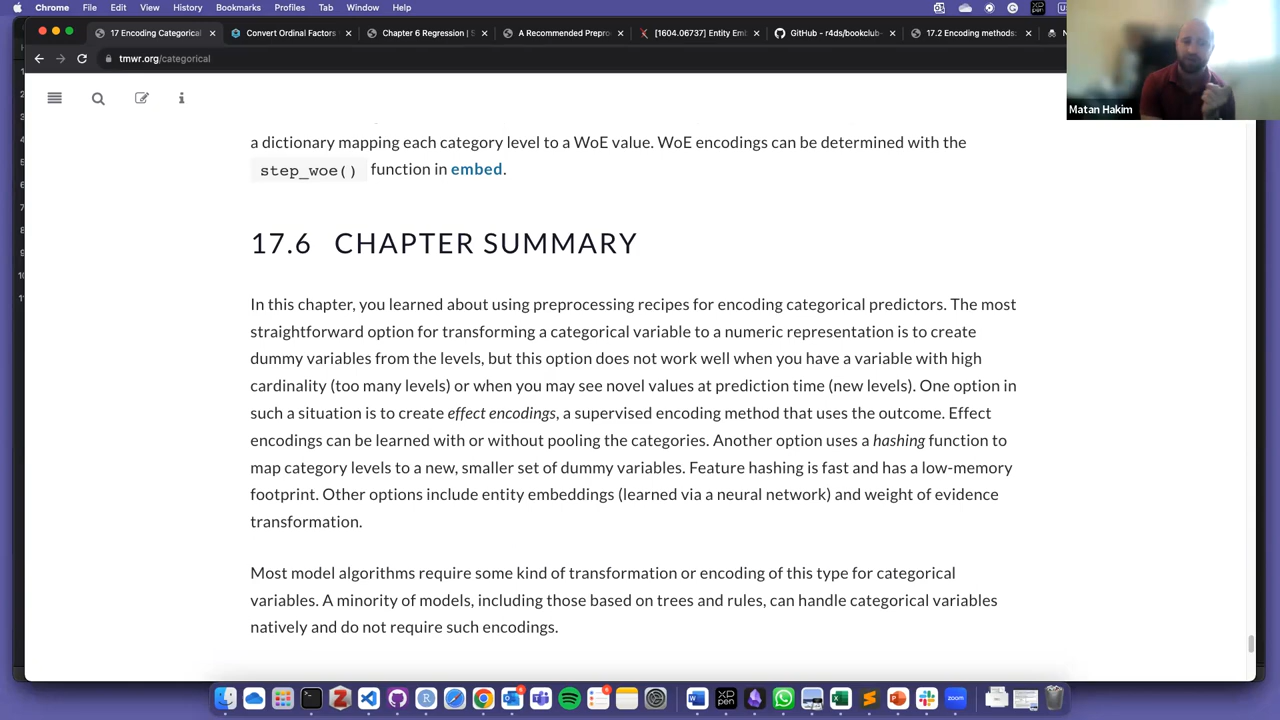 Chrome File Edit View History Bookmarks Profiles Tab Window Help
17 Encoding Categorical
Convert Ordinal Factors
Chapter 6 Regression | S
A Recommended Prepro
[1604.06737] Entity Emb
GitHub - r4ds/bookclub-
17.2 Encoding methods:
tmwr.org/categorical
Matan Hakim
a dictionary mapping each category level to a WoE value. WoE encodings can be determined with the
step_woe() function in embed.
17.6 CHAPTER SUMMARY
In this chapter, you learned about using preprocessing recipes for encoding categorical predictors. The most
straightforward option for transforming a categorical variable to a numeric representation is to create
dummy variables from the levels, but this option does not work well when you have a variable with high
cardinality (too many levels) or when you may see novel values at prediction time (new levels). One option in
such a situation is to create effect encodings, a supervised encoding method that uses the outcome. Effect
encodings can be learned with or without pooling the categories. Another option uses a hashing function to
map category levels to a new, smaller set of dummy variables. Feature hashing is fast and has a low-memory
footprint. Other options include entity embeddings (learned via a neural network) and weight of evidence
transformation.
Most model algorithms require some kind of transformation or encoding of this type for categorical
variables. A minority of models, including those based on trees and rules, can handle categorical variables
natively and do not require such encodings.
zoom